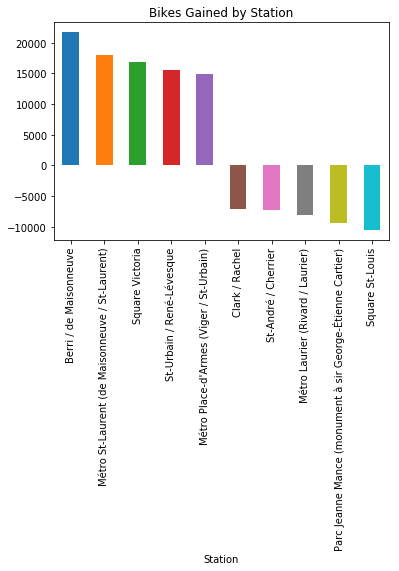 Bikes Gained by Station
20000
15000
10000
5000
0
−5000
−10000
Berri / de Maisonneuve
Métro St-Laurent (de Maisonneuve / St-Laurent)
Square Victoria
St-Urbain / René-Lévesque
Métro Place-d'Armes (Viger / St-Urbain)
Clark / Rachel
St-André / Cherrier
Métro Laurier (Rivard / Laurier)
Parc Jeanne Mance (monument à sir George-Étienne Cartier)
Square St-Louis
Station